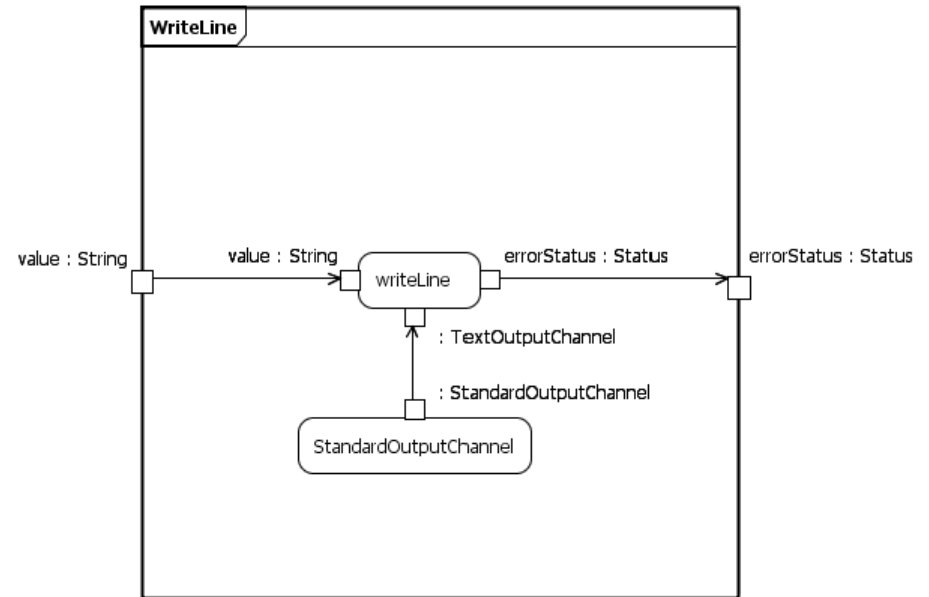 WriteLine
value : String
value : String
errorStatus : Status
errorStatus : Status
writeLine
: TextOutputChannel
: StandardOutputChannel
StandardOutputChannel